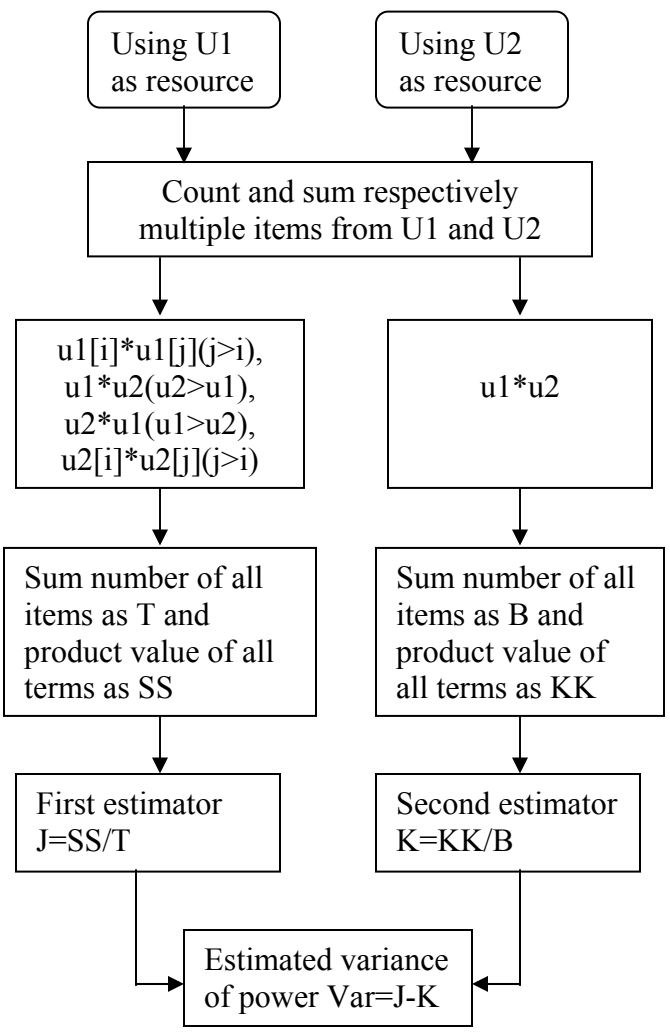 Using U1
as resource
Using U2
as resource
Count and sum respectively
multiple items from U1 and U2
u1[i]*u1[j](j>i),
u1*u2(u2>u1),
u2*u1(u1>u2),
u2[i]*u2[j](j>i)
u1*u2
Sum number of all
items as T and
product value of all
terms as SS
Sum number of all
items as B and
product value of
all terms as KK
First estimator
J=SS/T
Second estimator
K=KK/B
Estimated variance
of power Var=J-K